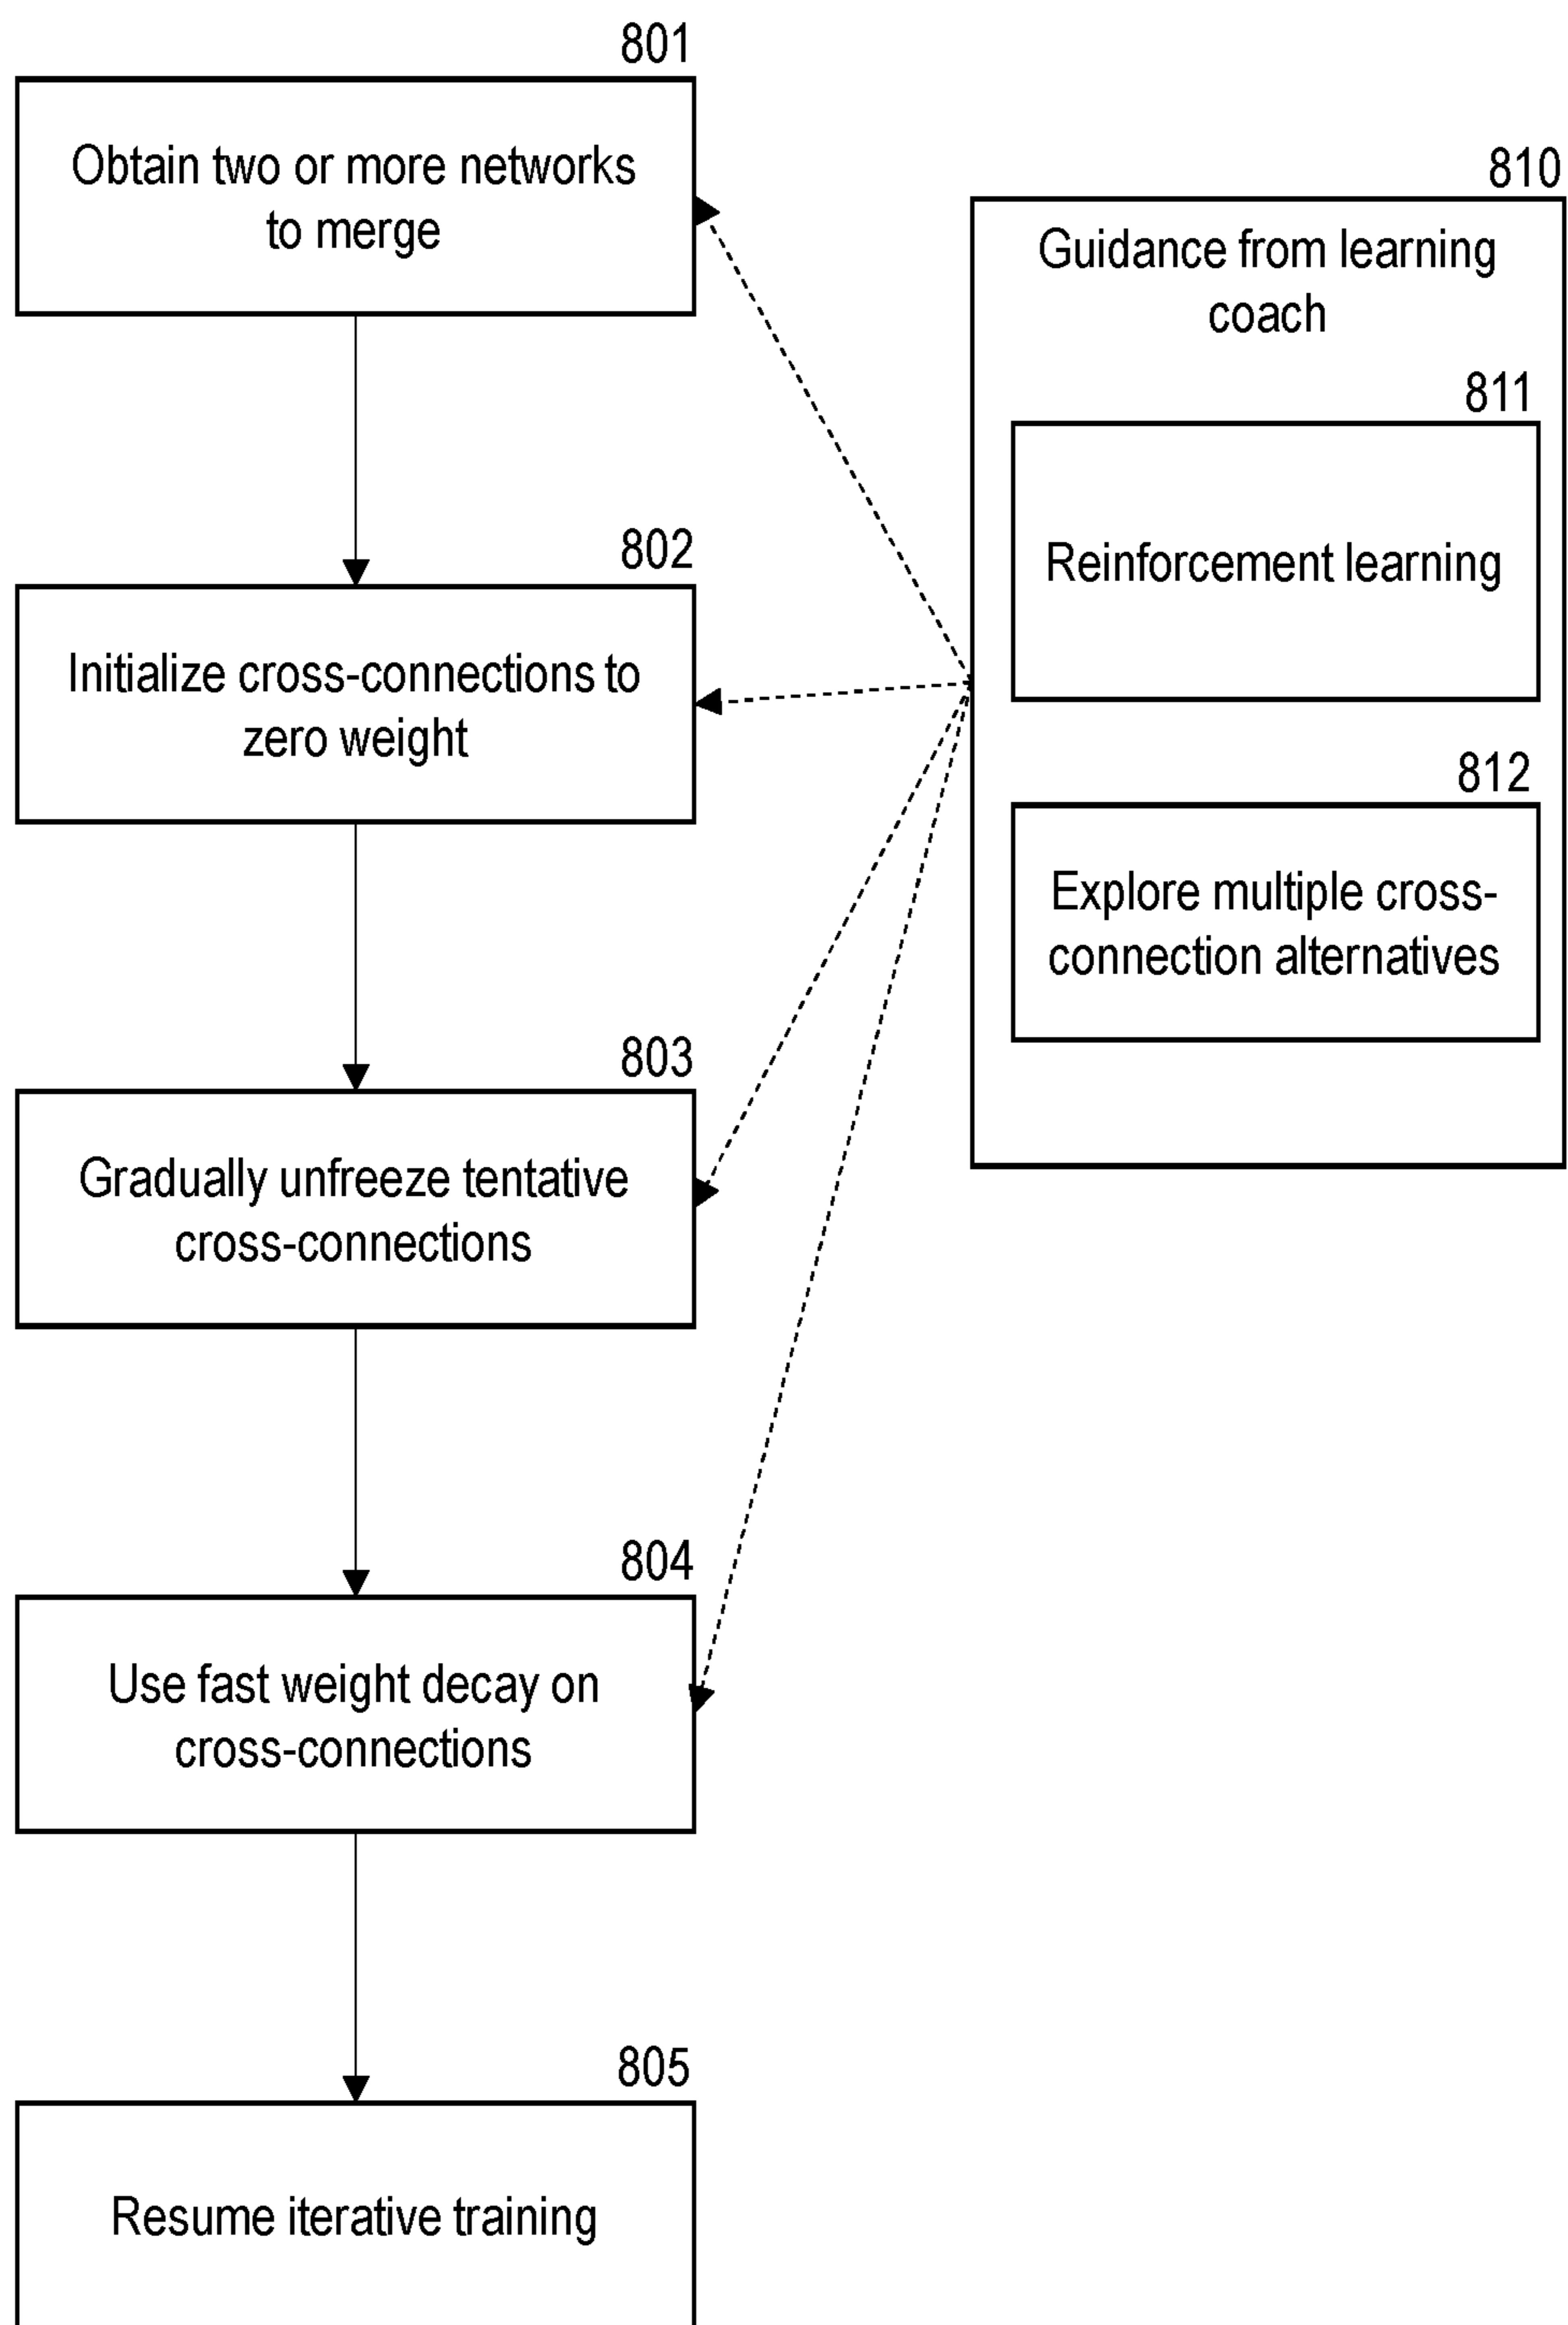 801
Obtain two or more networks
to merge
802
Initialize cross-connections to
zero weight
803
Gradually unfreeze tentative
cross-connections
804
Use fast weight decay on
cross-connections
805
Resume iterative training
810
Guidance from learning
coach
811
Reinforcement learning
812
Explore multiple cross-
connection alternatives